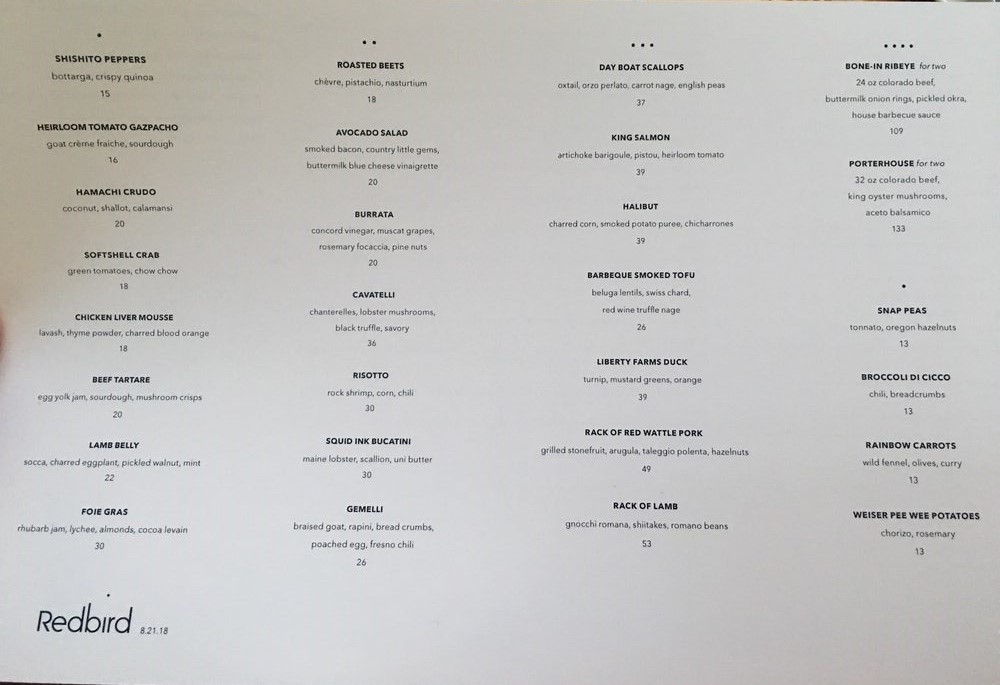 SHISHITO PEPPERS
bottarga, crispy quinoa
15
HEIRLOOM TOMATO GAZPACHO
goat crème fraiche, sourdough
16
HAMACHI CRUDO
coconut, shallot, calamansi
20
SOFTSHELL CRAB
green tomatoes, chow chow
18
CHICKEN LIVER MOUSSE
lavash, thyme powder, charred blood orange
18
BEEF TARTARE
egg yolk jam, sourdough, mushroom crisps
20
LAMB BELLY
socca, charred eggplant, pickled walnut, mint
22
FOIE GRAS
rhubarb jam, lychee, almonds, cocoa levain
30
ROASTED BEETS
chèvre, pistachio, nasturtium
18
AVOCADO SALAD
smoked bacon, country little gems,
buttermilk blue cheese vinaigrette
20
BURRATA
concord vinegar, muscat grapes,
rosemary focaccia, pine nuts
20
CAVATELLI
chanterelles, lobster mushrooms,
black truffle, savory
36
RISOTTO
rock shrimp, corn, chili
30
SQUID INK BUCATINI
maine lobster, scallion, uni butter
30
GEMELLI
braised goat, rapini, bread crumbs,
poached egg, fresno chili
26
DAY BOAT SCALLOPS
oxtail, orzo perlato, carrot nage, english peas
37
KING SALMON
artichoke barigoule, pistou, heirloom tomato
39
HALIBUT
charred corn, smoked potato puree, chicharrones
39
BARBEQUE SMOKED TOFU
beluga lentils, swiss chard,
red wine truffle nage
26
LIBERTY FARMS DUCK
turnip, mustard greens, orange
39
RACK OF RED WATTLE PORK
grilled stonefruit, arugula, taleggio polenta, hazelnuts
49
RACK OF LAMB
gnocchi romana, shiitakes, romano beans
53
BONE-IN RIBEYE for two
24 oz colorado beef,
buttermilk onion rings, pickled okra,
house barbecue sauce
109
PORTERHOUSE for two
32 oz colorado beef,
king oyster mushrooms,
aceto balsamico
133
SNAP PEAS
tonnato, oregon hazelnuts
13
BROCCOLI DI CICCO
chili, breadcrumbs
13
RAINBOW CARROTS
wild fennel, olives, curry
13
WEISER PEE WEE POTATOES
chorizo, rosemary
13
Redbird 8.21.18